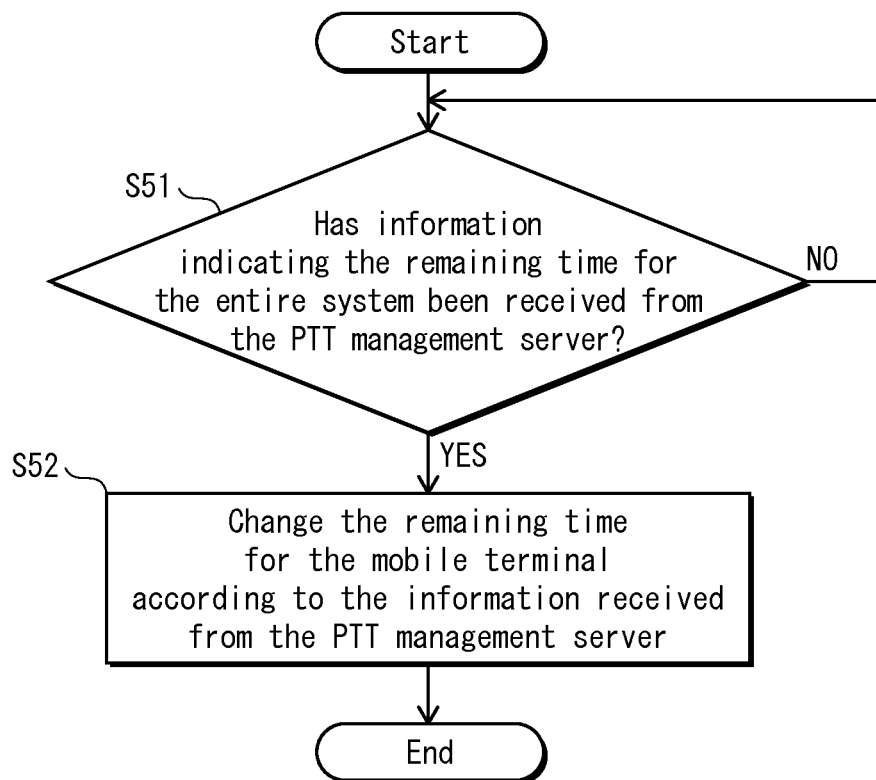 Start
S51
Has information
indicating the remaining time for
the entire system been received from
the PTT management server?
NO
YES
S52
Change the remaining time
for the mobile terminal
according to the information received
from the PTT management server
End